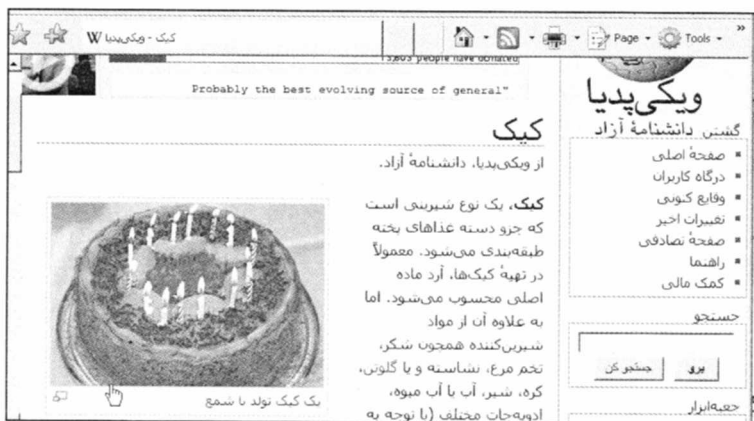 کیک - ویکی‌پدیا W
Page
Tools
13,803 people have donated.
Probably the best evolving source of general"
ویکی‌پدیا
دانشنامهٔ آزاد
کیک
از ویکی‌پدیا، دانشنامهٔ آزاد.
کیک، یک نوع شیرینی است
که جزو دسته غذاهای پخته
طبقه‌بندی می‌شود. معمولاً
در تهیهٔ کیک‌ها، آرد ماده
اصلی محسوب می‌شود. اما
به علاوه آن از مواد
شیرین‌کننده همچون شکر،
تخم مرغ، نشاسته و یا گلوتن،
کره، شیر، آب یا آب میوه،
ادویه‌جات مختلف (با توجه به
یک کیک تولد با شمع
گشتن
صفحهٔ اصلی
درگاه کاربران
وقایع کنونی
تغییرات اخیر
صفحهٔ تصادفی
راهنما
کمک مالی
جستجو
برو
جستجو کن
جعبه‌ابزار